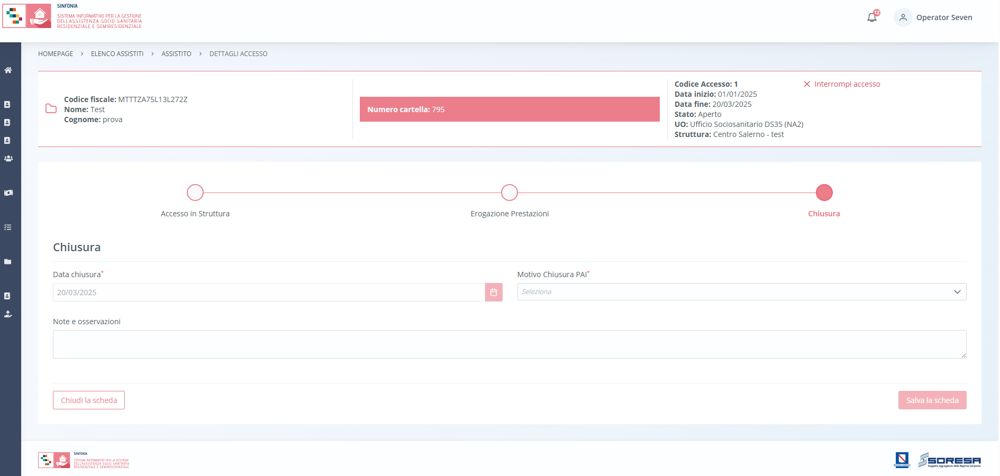 SINFONIA
SISTEMA INFORMATIVO PER LA GESTIONE
DELL'ASSISTENZA SOCIO SANITARIA
RESIDENZIALE E SEMIRESIDENZIALE
12
Operator Seven
HOMEPAGE > ELENCO ASSISTITI > ASSISTITO > DETTAGLI ACCESSO
Codice fiscale: MTTTZA75L13L272Z
Nome: Test
Cognome: prova
Numero cartella: 795
Codice Accesso: 1
Interrompi accesso
Data inizio: 01/01/2025
Data fine: 20/03/2025
Stato: Aperto
UO: Ufficio Sociosanitario DS35 (NA2)
Struttura: Centro Salerno - test
Accesso in Struttura
Erogazione Prestazioni
Chiusura
Chiusura
Data chiusura*
20/03/2025
Motivo Chiusura PAI*
Seleziona
Note e osservazioni
Chiudi la scheda
Salva la scheda
SINFONIA
SISTEMA INFORMATIVO PER LA GESTIONE
DELL'ASSISTENZA SOCIO SANITARIA
RESIDENZIALE E SEMIRESIDENZIALE
SORESA
Soggetto Aggregatore della Regione Campania